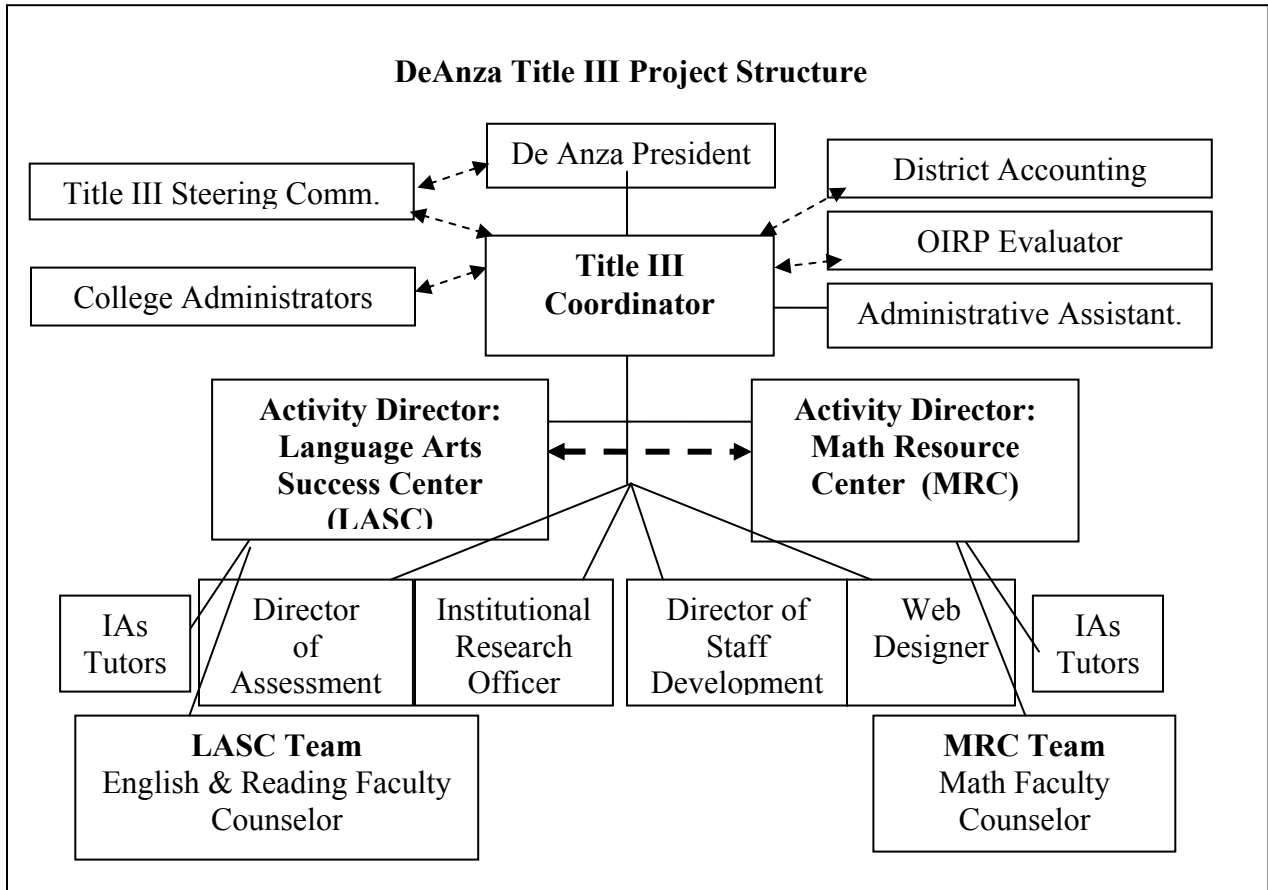 DeAnza Title III Project Structure
De Anza President
Title III Steering Comm.
District Accounting
OIRP Evaluator
Title III
Coordinator
College Administrators
Administrative Assistant.
Activity Director:
Language Arts
Success Center
(LASC)
Activity Director:
Math Resource
Center (MRC)
IAs
Tutors
Director
of
Assessment
Institutional
Research
Officer
Director of
Staff
Development
Web
Designer
IAs
Tutors
LASC Team
English & Reading Faculty
Counselor
MRC Team
Math Faculty
Counselor